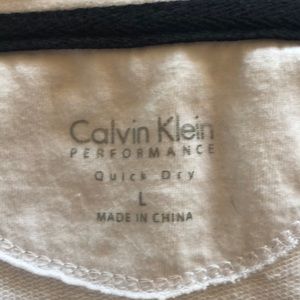 Calvin Klein
PERFORMANCE
Quick Dry
L
MADE IN CHINA